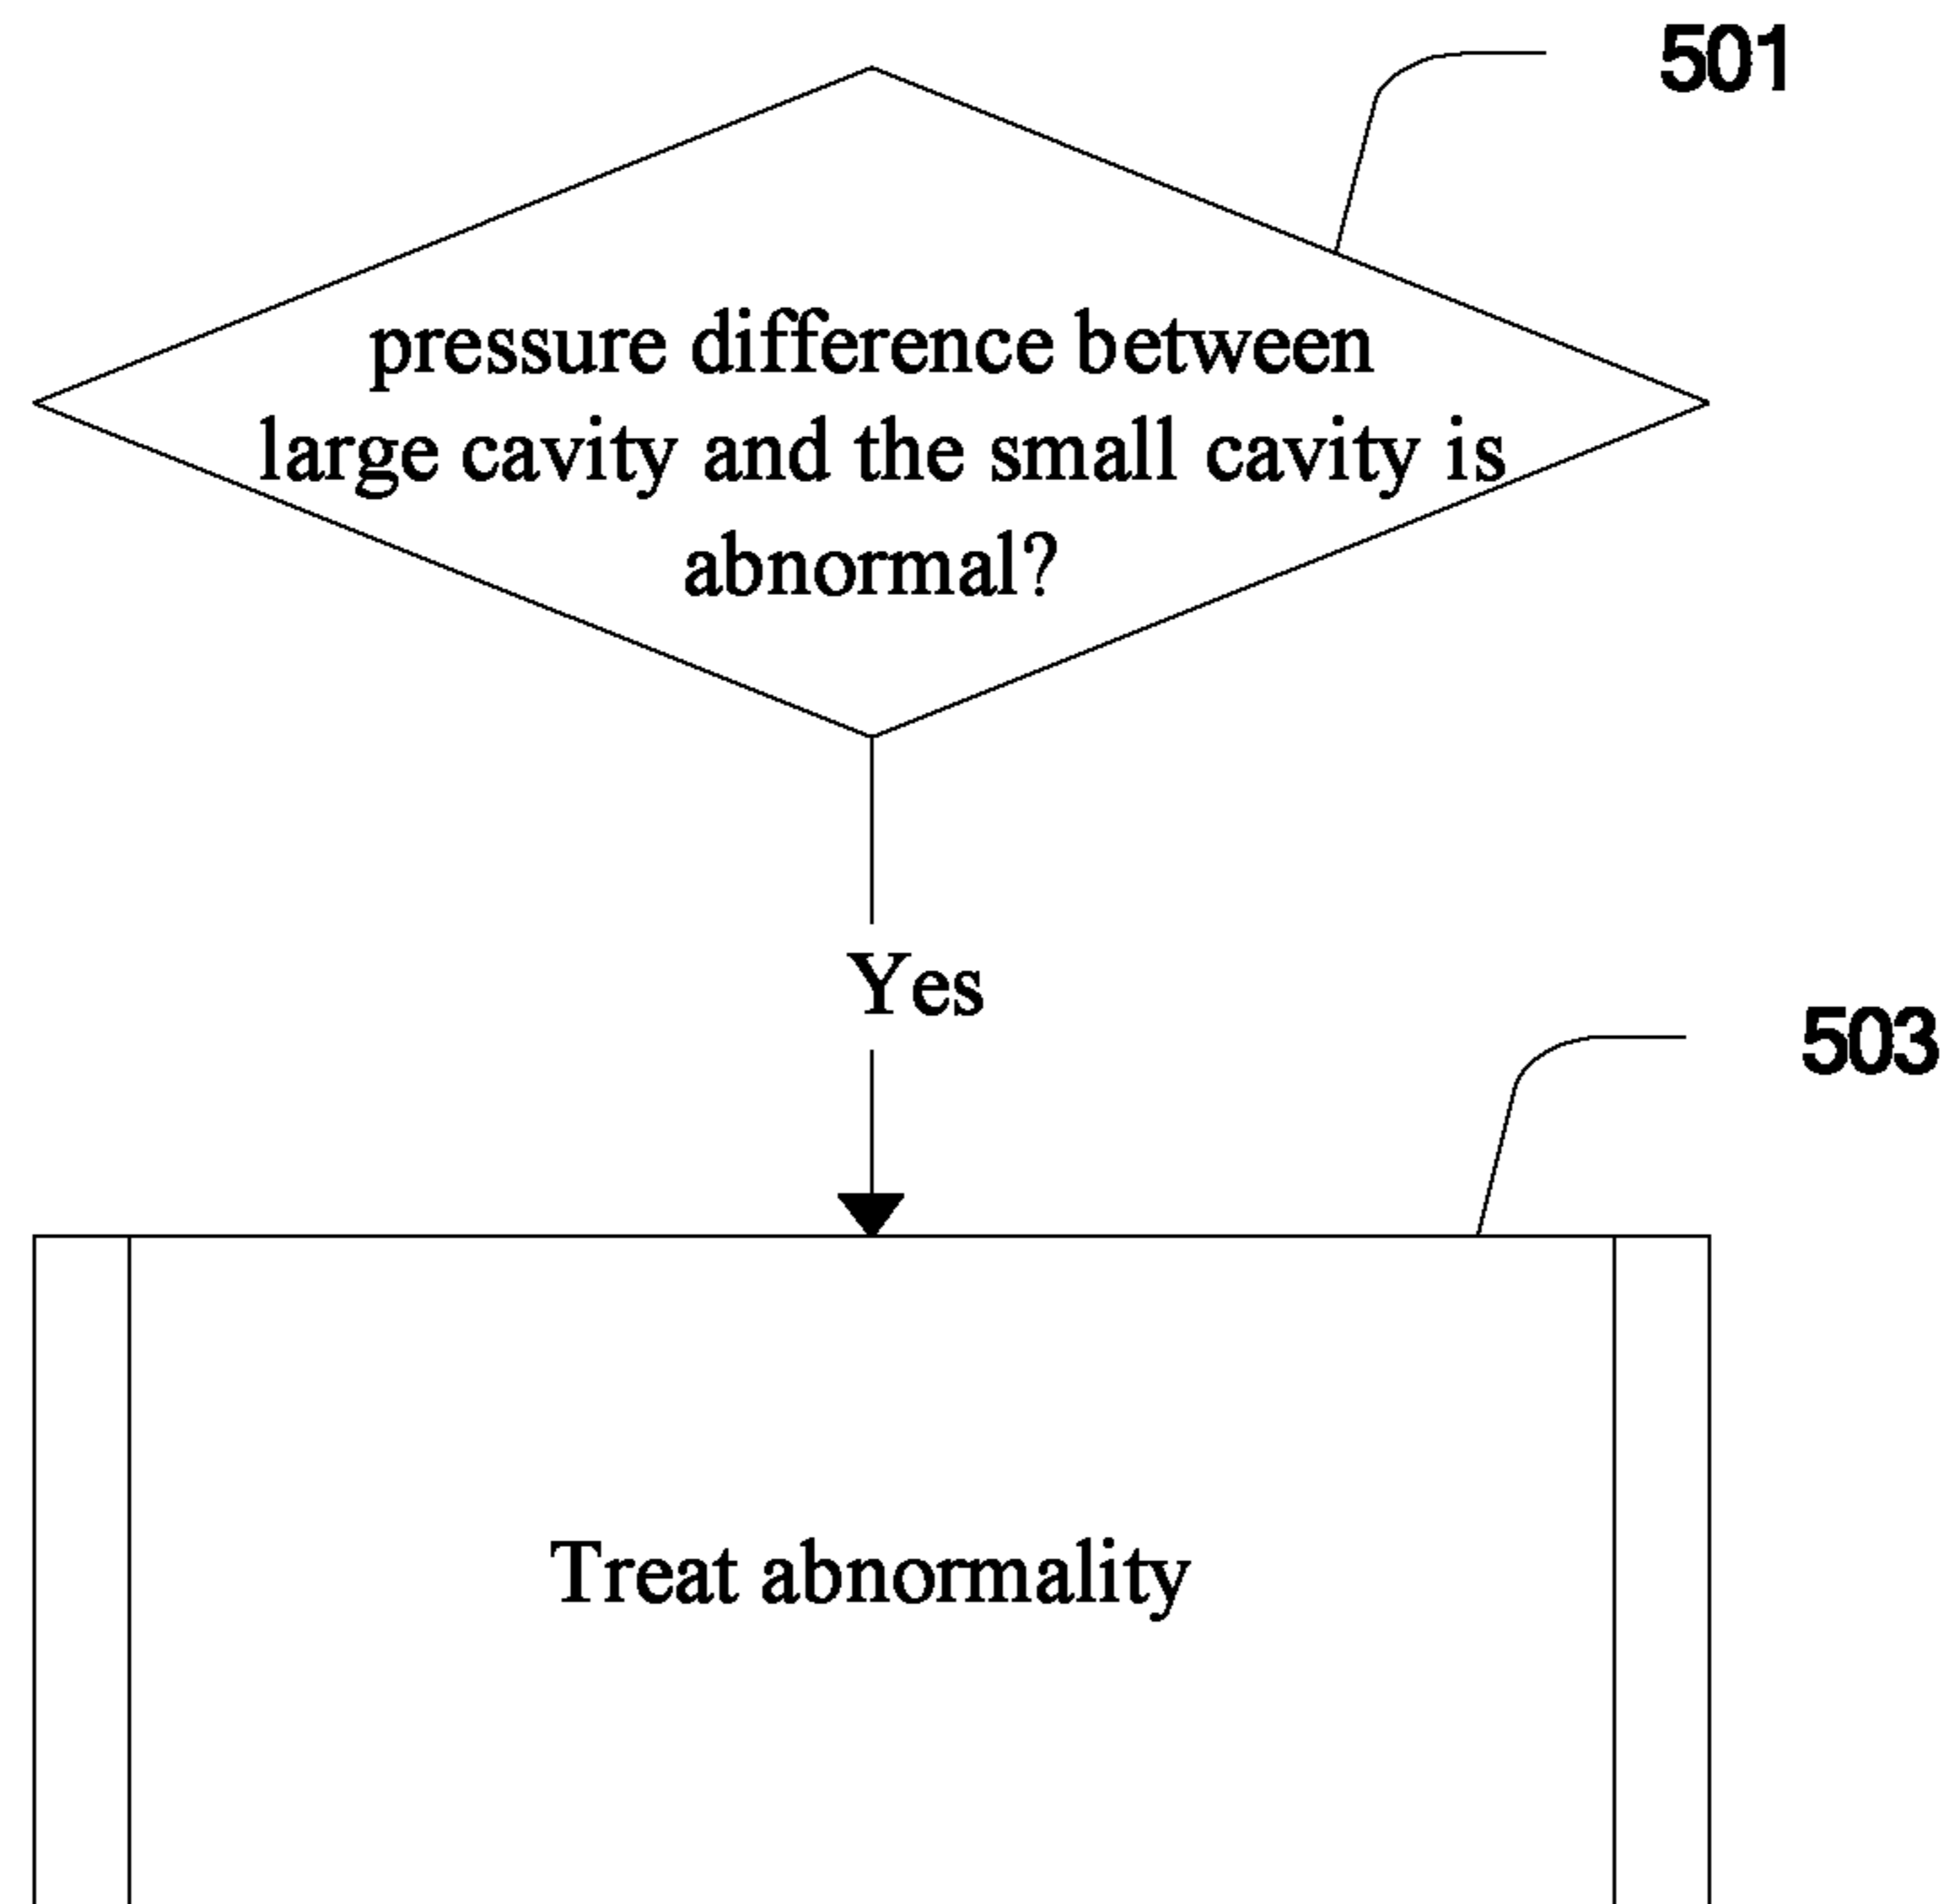 501
pressure difference between
large cavity and the small cavity is
abnormal?
Yes
503
Treat abnormality